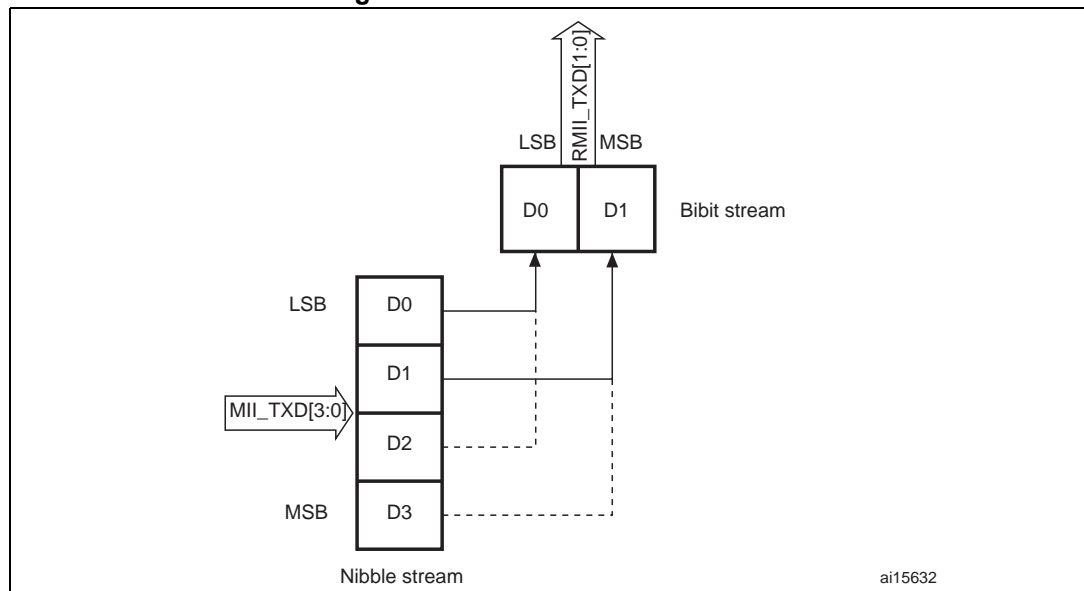 RMII_TXD[1:0]
LSB MSB
D0 D1 Bibit stream
LSB D0
D1
MII_TXD[3:0]
D2
MSB D3
Nibble stream
ai15632